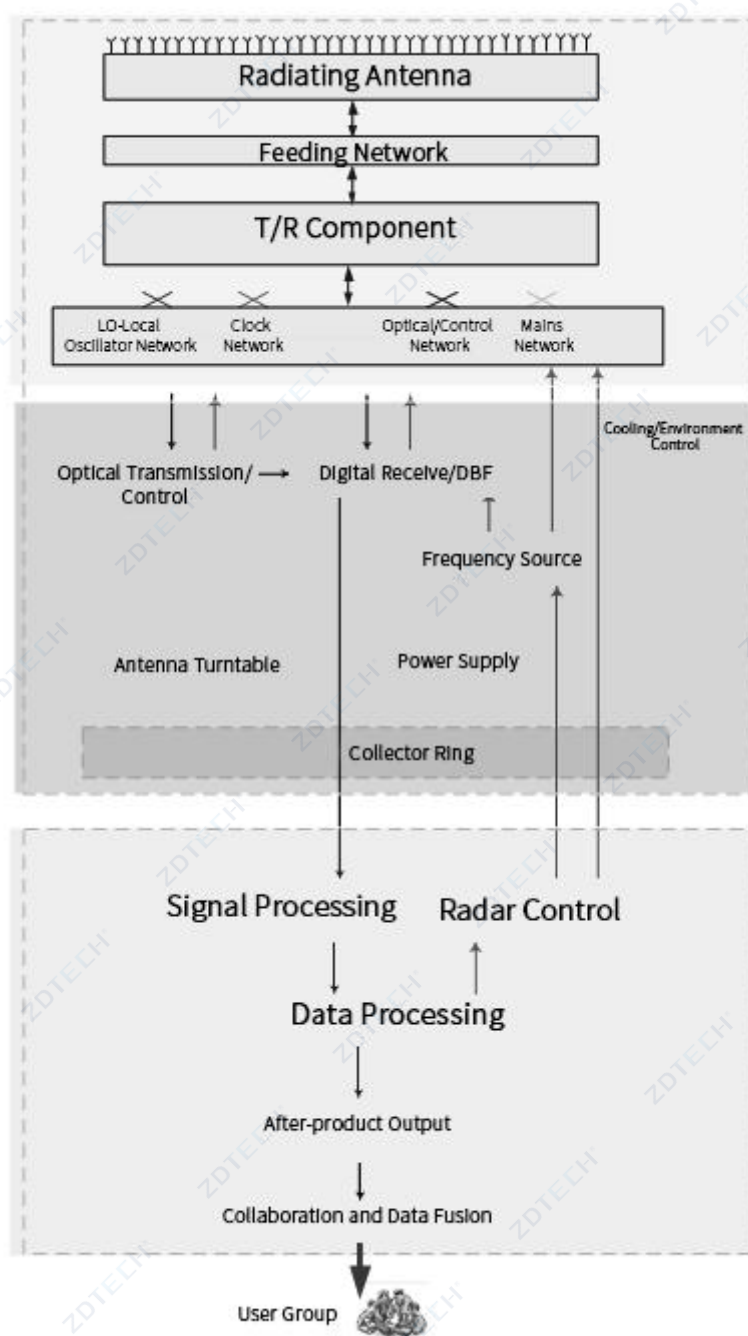 Radiating Antenna
Feeding Network
T/R Component
LO-Local
Oscillator Network
Clock
Network
Optical/Control
Network
Mains
Network
Cooling/Environment
Control
Optical Transmission/
Control
Digital Receive/DBF
Frequency Source
Antenna Turntable
Power Supply
Collector Ring
Signal Processing
Radar Control
Data Processing
After-product Output
Collaboration and Data Fusion
User Group
ZDTECH